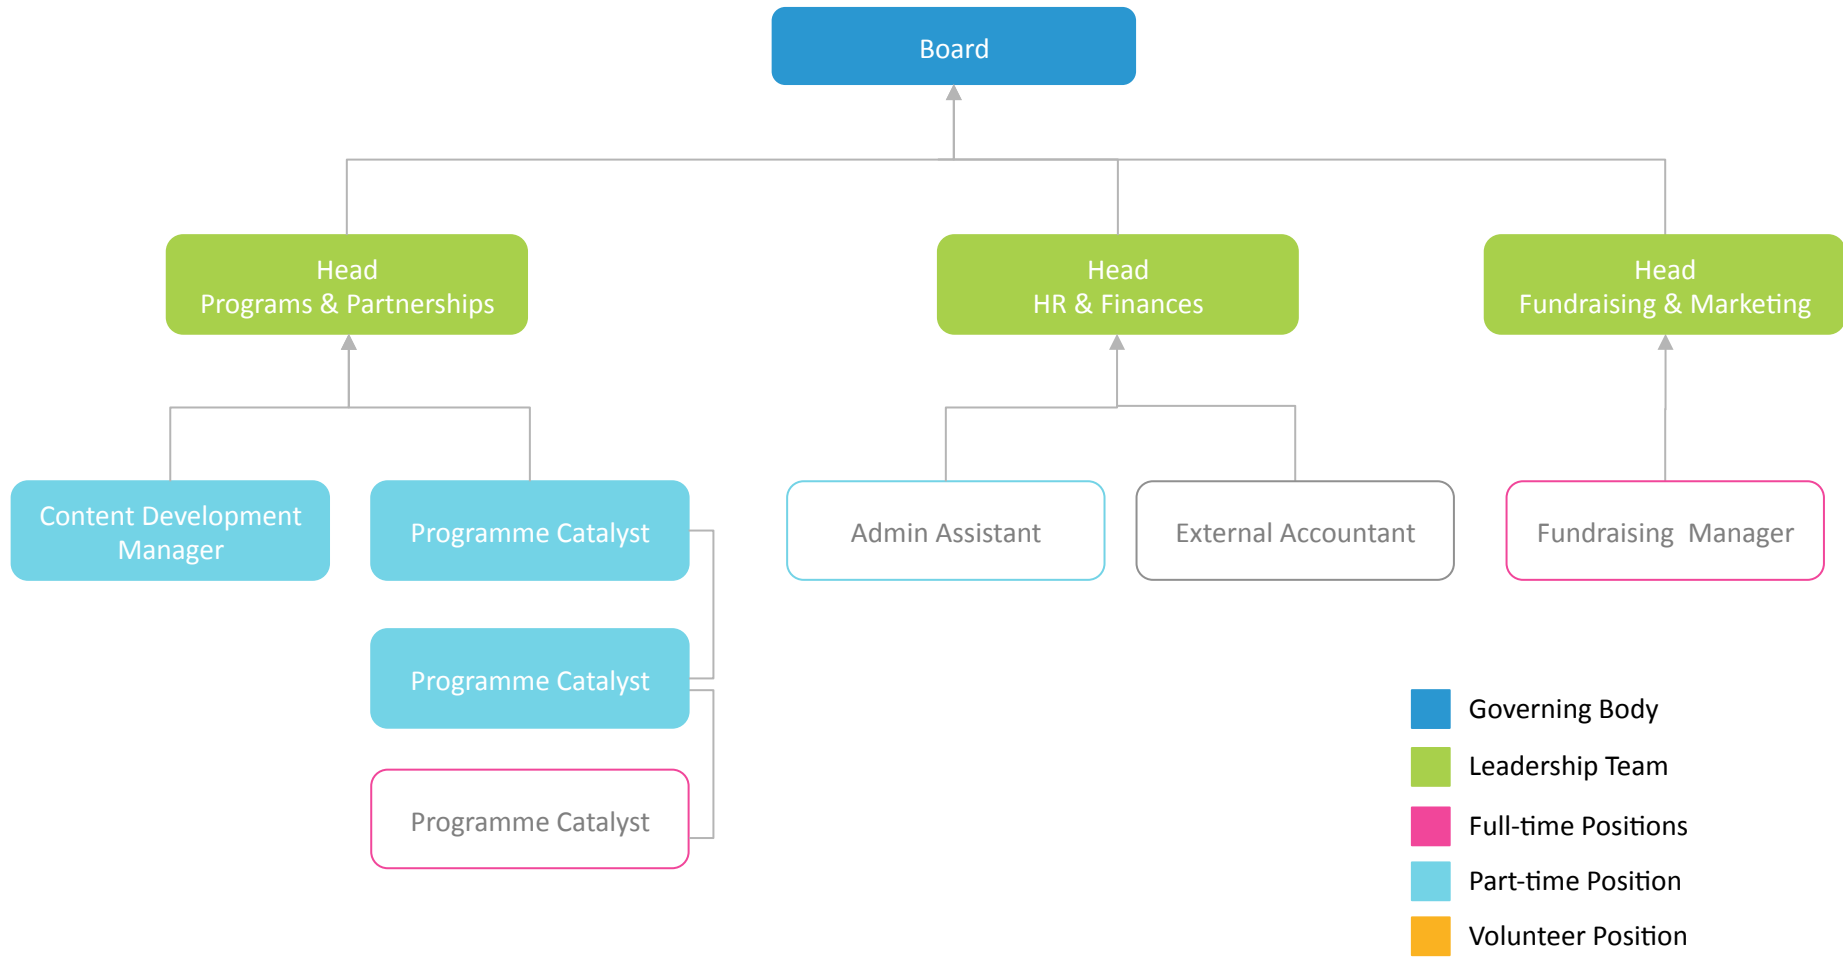 Board
Head
Programs & Partnerships
Head
HR & Finances
Head
Fundraising & Marketing
Content Development
Manager
Programme Catalyst
Admin Assistant
External Accountant
Fundraising  Manager
Programme Catalyst
Programme Catalyst
Governing Body
Leadership Team
Full-time Positions
Part-time Position
Volunteer Position